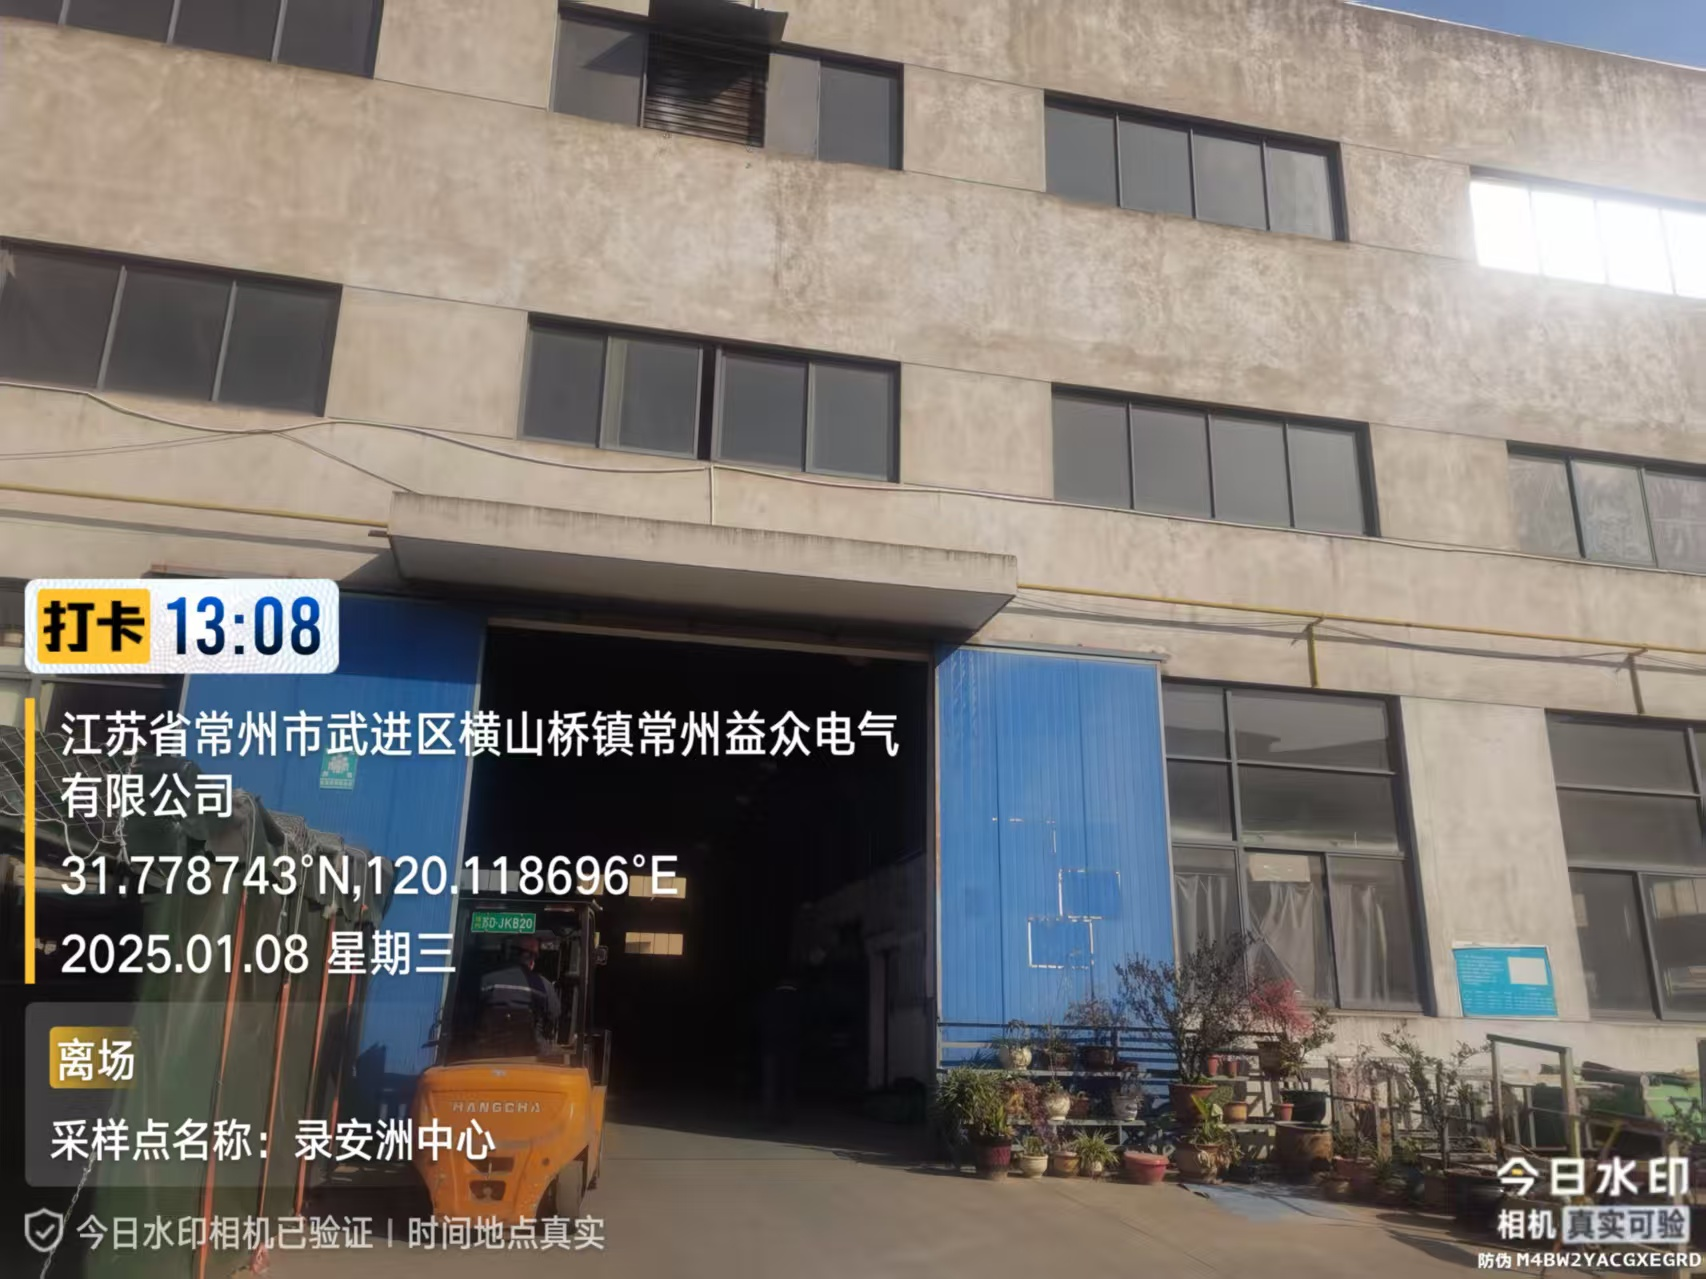 打卡 13:08
江苏省常州市武进区横山桥镇常州益众电气
有限公司
31.778743°N,120.118696°E
2025.01.08 星期三
离场
采样点名称：录安洲中心
今日水印相机已验证 | 时间地点真实
HANGCHA
今日水印
相机 真实可验
防伪 M4BW2YACGXEGRD